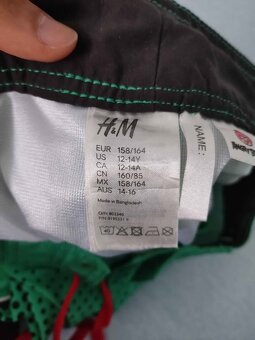 H&M
EUR 158/164
US 12-14Y
CA 12-14A
CN 160/85
MX 158/164
AUS 14-16
Made in Bangladesh
NAME: